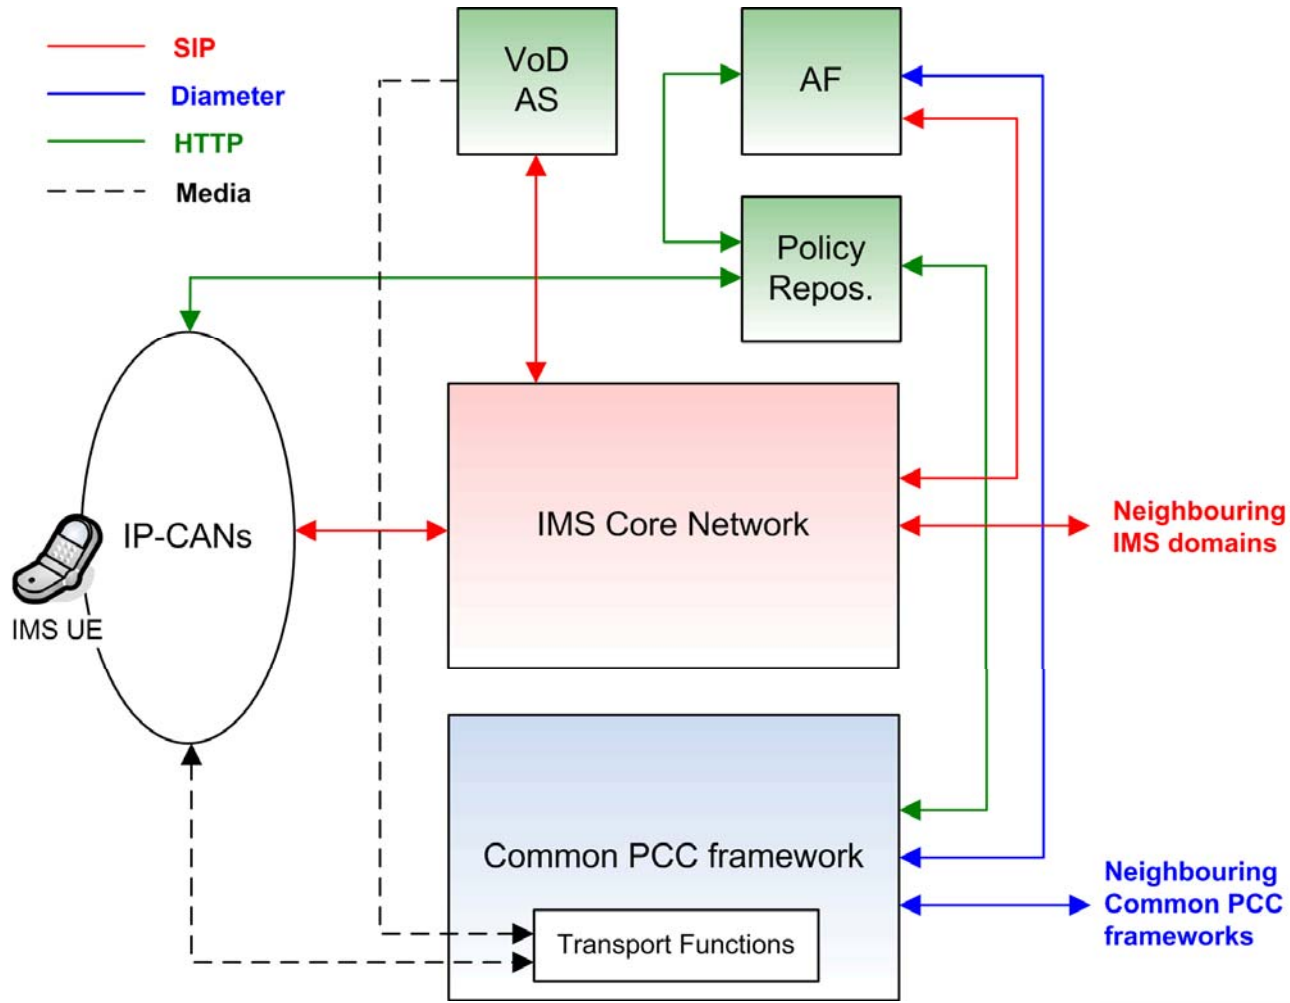 SIP
Diameter
HTTP
Media
VoD
AS
AF
Policy
Repos.
IMS Core Network
IP-CANs
IMS UE
Neighbouring
IMS domains
Common PCC framework
Transport Functions
Neighbouring
Common PCC
frameworks